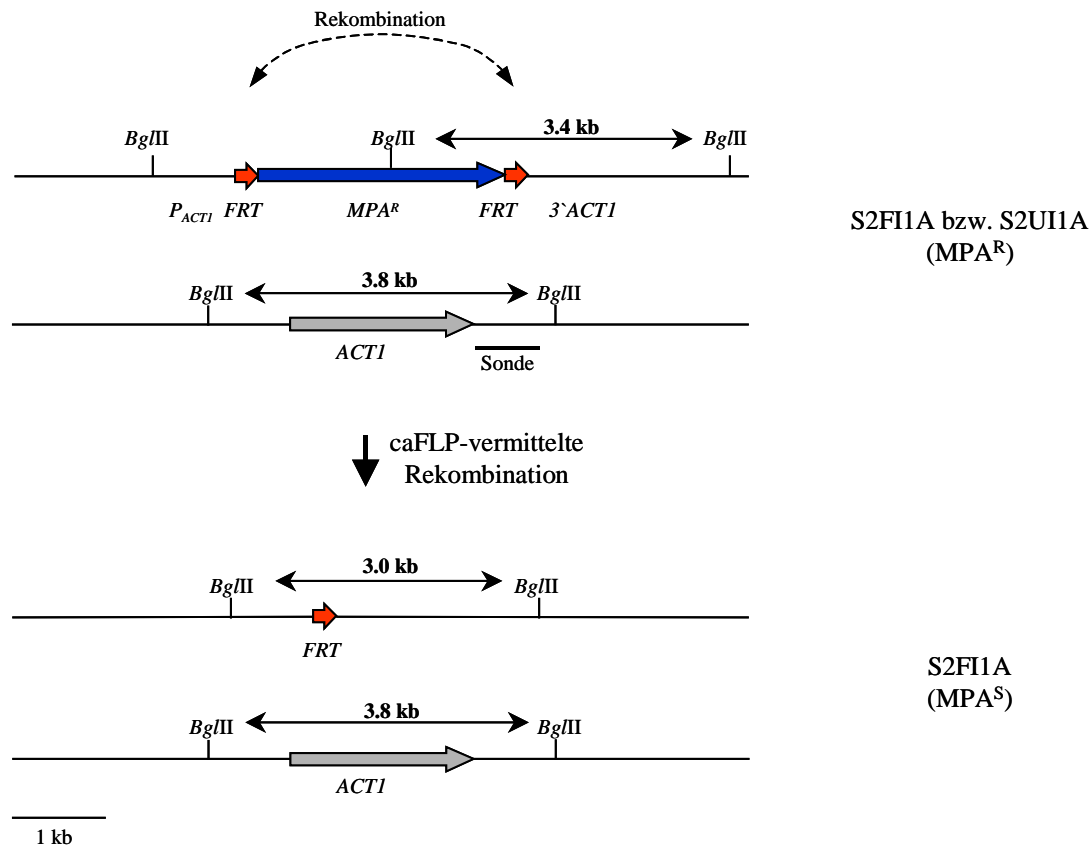 Rekombination
BglII BglII 3.4 kb BglII
P_ACT1 FRT MPA^R FRT 3`ACT1
S2FI1A bzw. S2UI1A
(MPA^R)
BglII 3.8 kb BglII
ACT1 Sonde
caFLP-vermittelte
Rekombination
BglII 3.0 kb BglII
FRT
S2FI1A
(MPA^S)
BglII 3.8 kb BglII
ACT1
1 kb